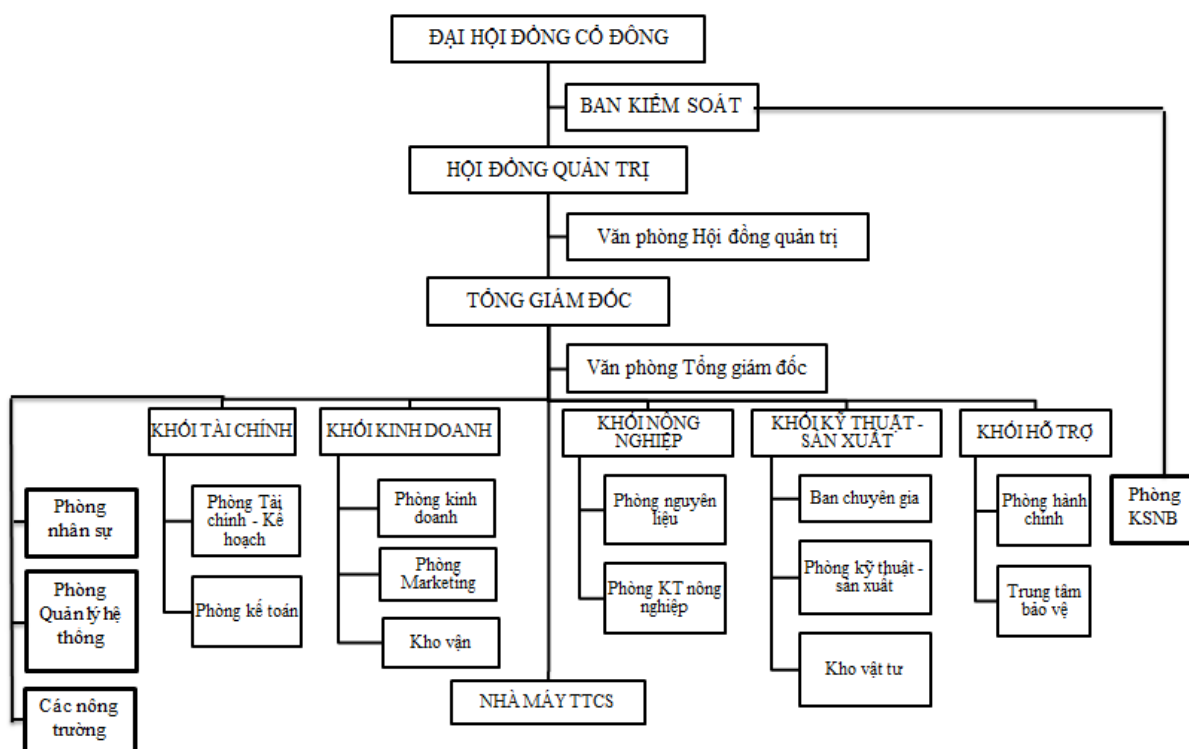 ĐẠI HỘI ĐỒNG CỔ ĐÔNG
BAN KIỂM SOÁT
HỘI ĐỒNG QUẢN TRỊ
Văn phòng Hội đồng quản trị
TỔNG GIÁM ĐỐC
Văn phòng Tổng giám đốc
KHỐI TÀI CHÍNH
KHỐI KINH DOANH
KHỐI NÔNG
NGHIỆP
KHỐI KỸ THUẬT -
SẢN XUẤT
KHỐI HỖ TRỢ
Phòng
nhân sự
Phòng
Quản lý hệ
thống
Các nông
trường
Phòng Tài
chính - Kế
hoạch
Phòng kế toán
Phòng kinh
doanh
Phòng
Marketing
Kho vận
NHÀ MÁY TTCS
Phòng nguyên
liệu
Phòng KT nông
nghiệp
Ban chuyên gia
Phòng kỹ thuật -
sản xuất
Kho vật tư
Phòng hành
chính
Trung tâm
bảo vệ
Phòng
KSNB